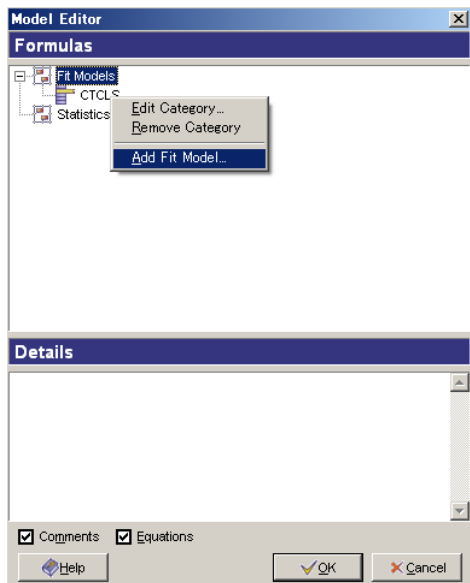 Model Editor
Formulas
Fit Models
CTCLS
Statistics
Edit Category...
Remove Category
Add Fit Model...
Details
Comments Equations
Help OK Cancel